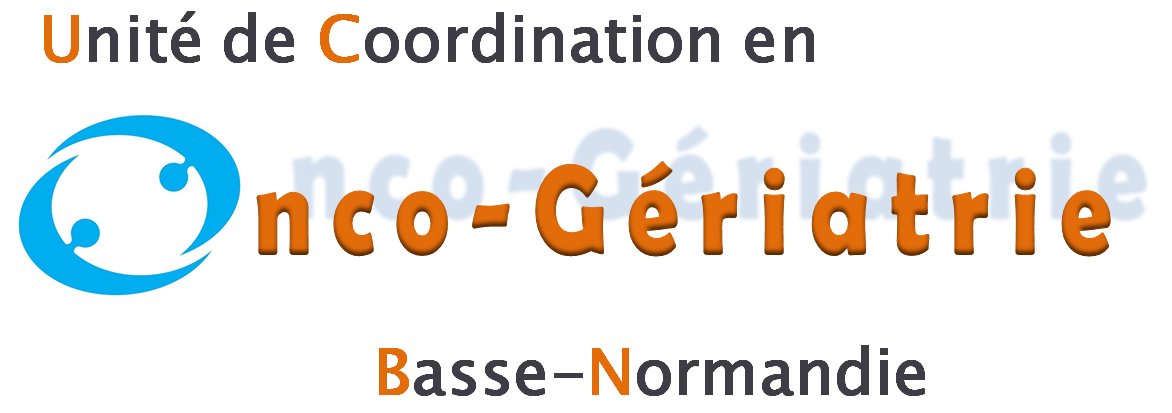 Unité de Coordination en
Onco-Gériatrie
Basse-Normandie